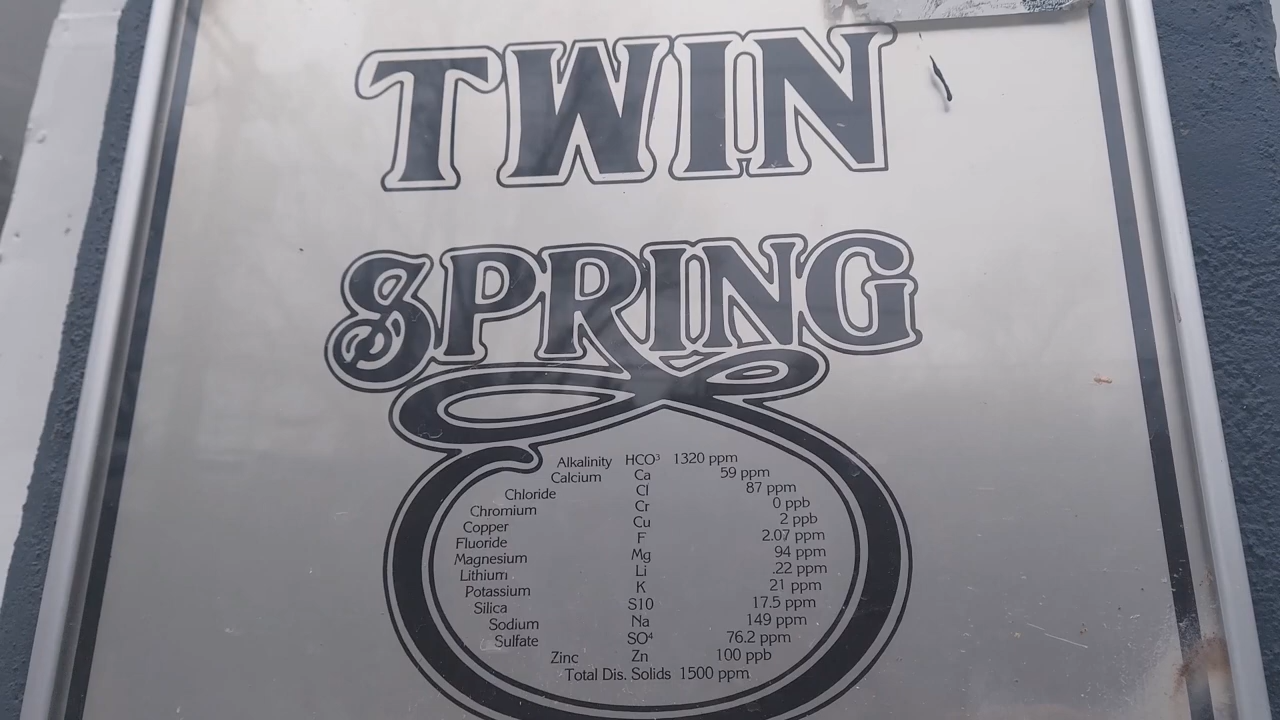 TWIN
SPRING
Alkalinity HCO³ 1320 ppm
Calcium Ca 59 ppm
Chloride Cl 87 ppm
Chromium Cr 0 ppb
Copper Cu 2 ppb
Fluoride F 2.07 ppm
Magnesium Mg 94 ppm
Lithium Li .22 ppm
Potassium K 21 ppm
Silica S10 17.5 ppm
Sodium Na 149 ppm
Sulfate SO⁴ 76.2 ppm
Zinc Zn 100 ppb
Total Dis. Solids 1500 ppm